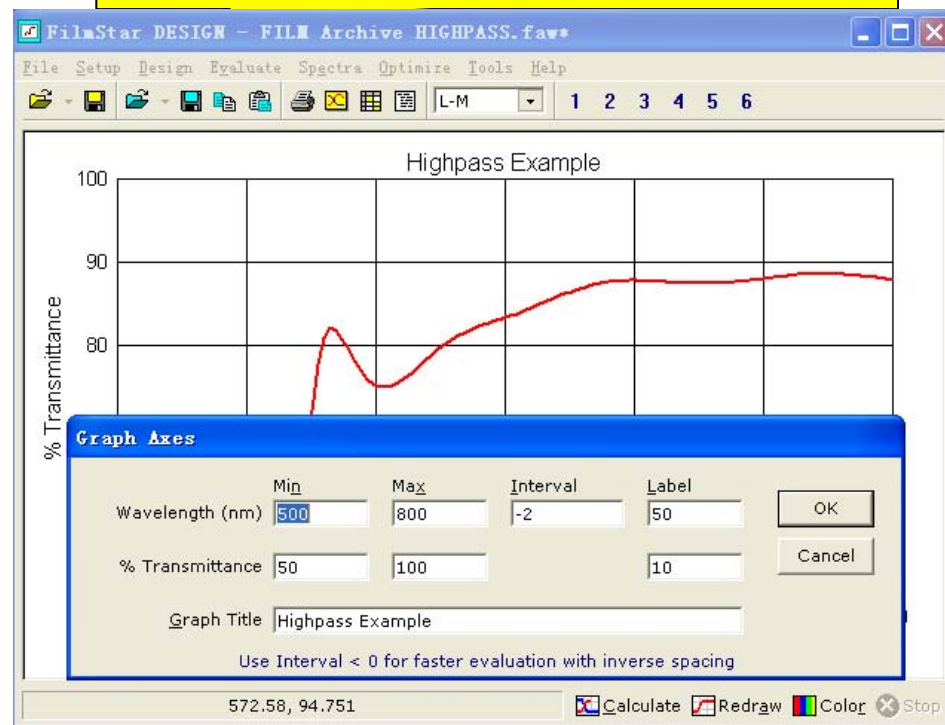 FilmStar DESIGN - FILM Archive HIGHPASS.faw*
File Setup Design Evaluate Spectra Optimize Tools Help
L-M 1 2 3 4 5 6
Highpass Example
100
90
80
% Transmittance
Graph Axes
Min Max Interval Label
Wavelength (nm) 500 800 -2 50 OK
% Transmittance 50 100 10 Cancel
Graph Title Highpass Example
Use Interval < 0 for faster evaluation with inverse spacing
572.58, 94.751 Calculate Redraw Color Stop